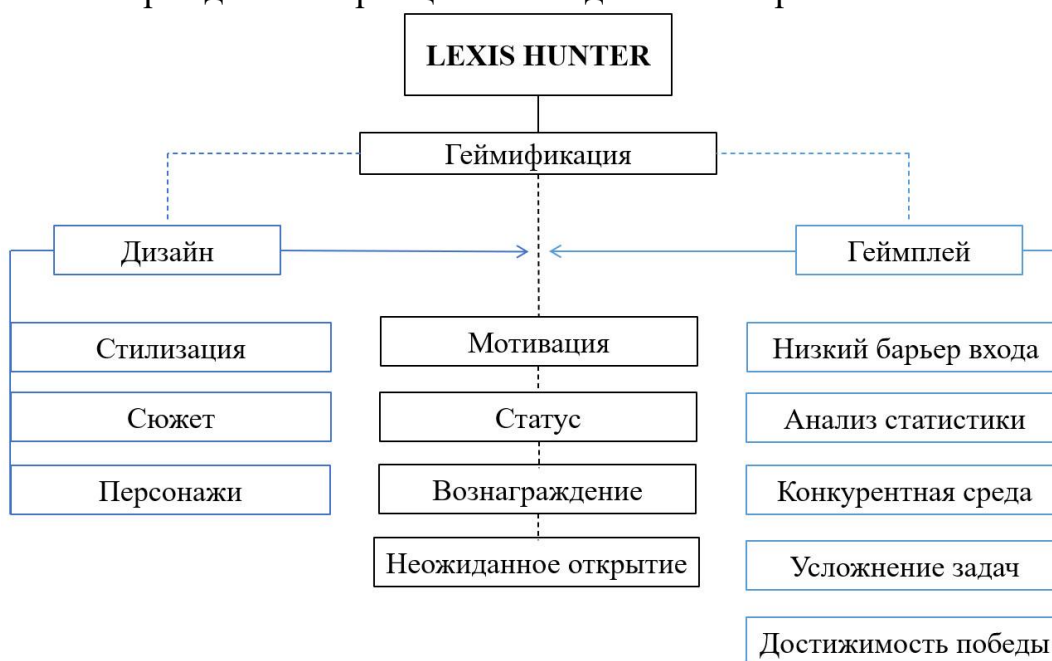 LEXIS HUNTER
Геймификация
Дизайн
Геймплей
Стилизация
Мотивация
Низкий барьер входа
Сюжет
Статус
Анализ статистики
Персонажи
Вознаграждение
Конкурентная среда
Неожиданное открытие
Усложнение задач
Достижимость победы